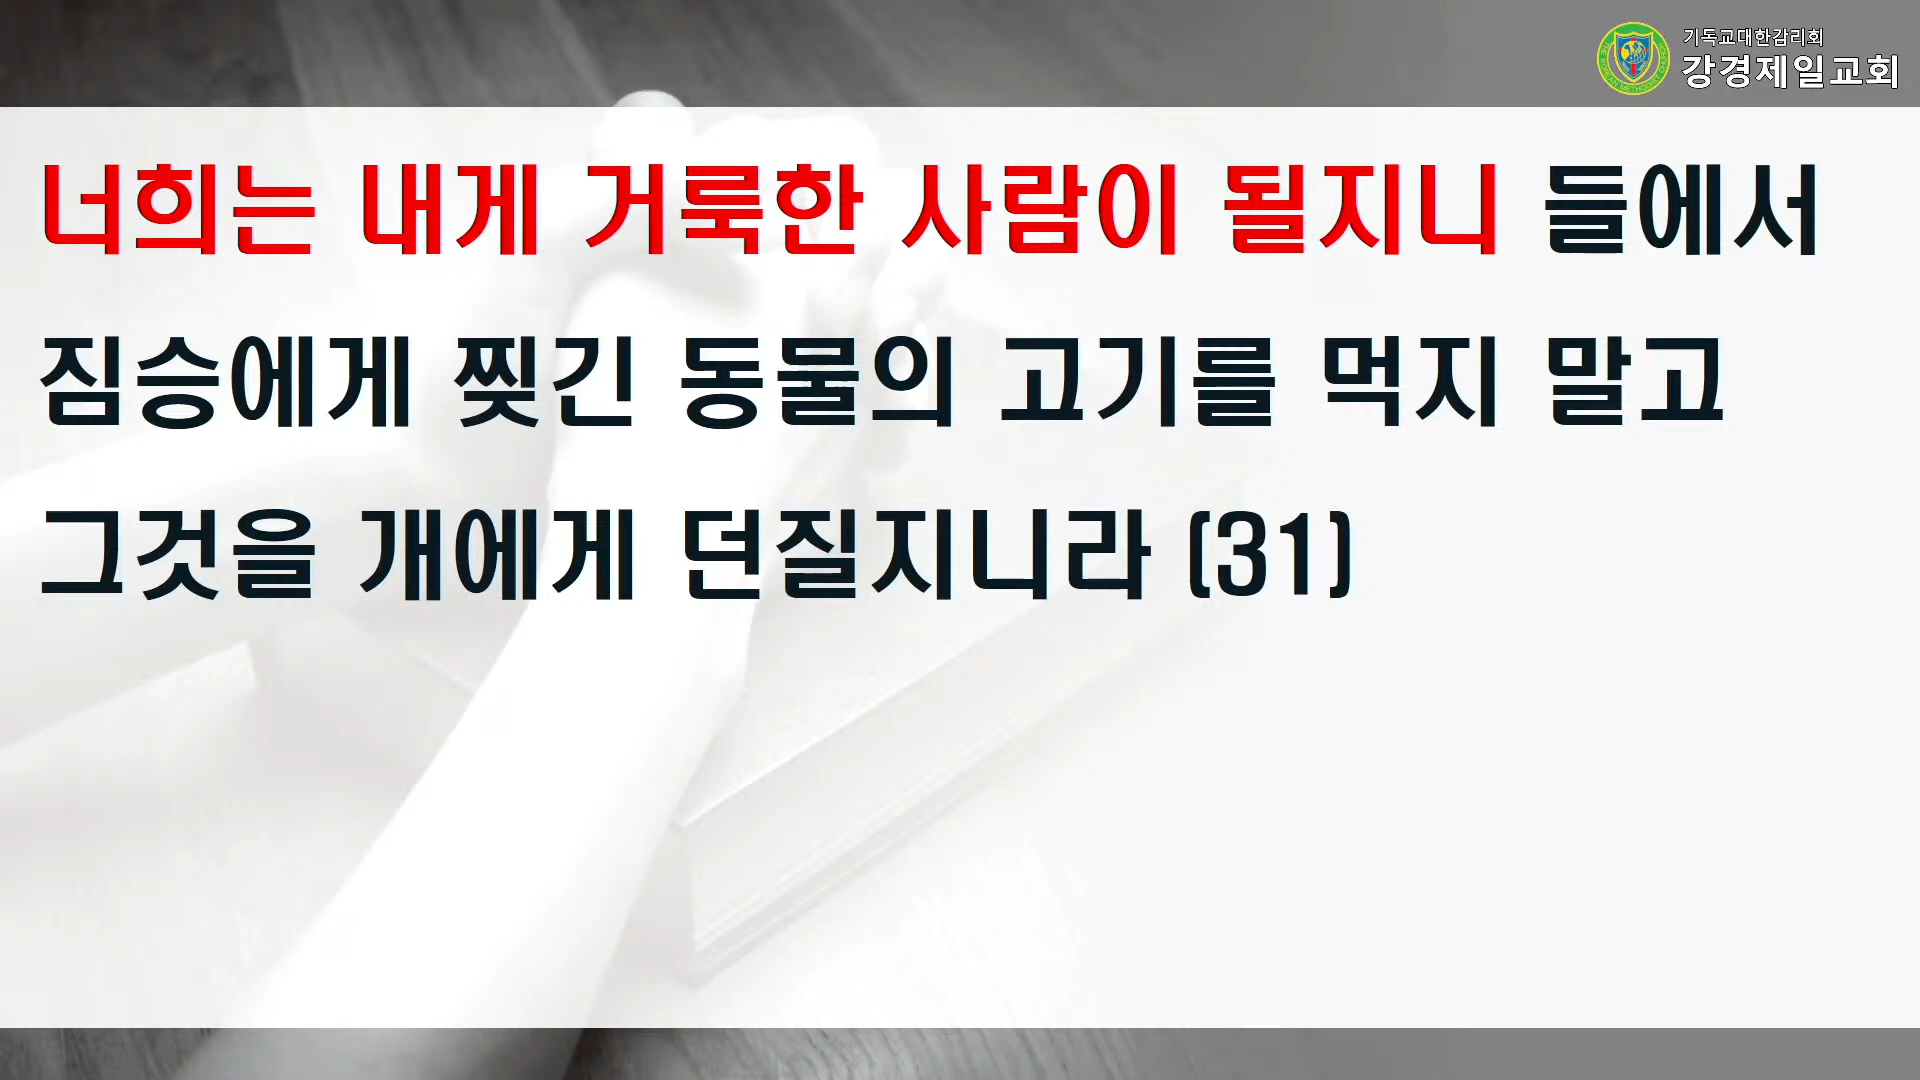 기독교대한감리회
강경제일교회
너희는 내게 거룩한 사람이 될지니 들에서
짐승에게 찢긴 동물의 고기를 먹지 말고
그것을 개에게 던질지니라 (31)